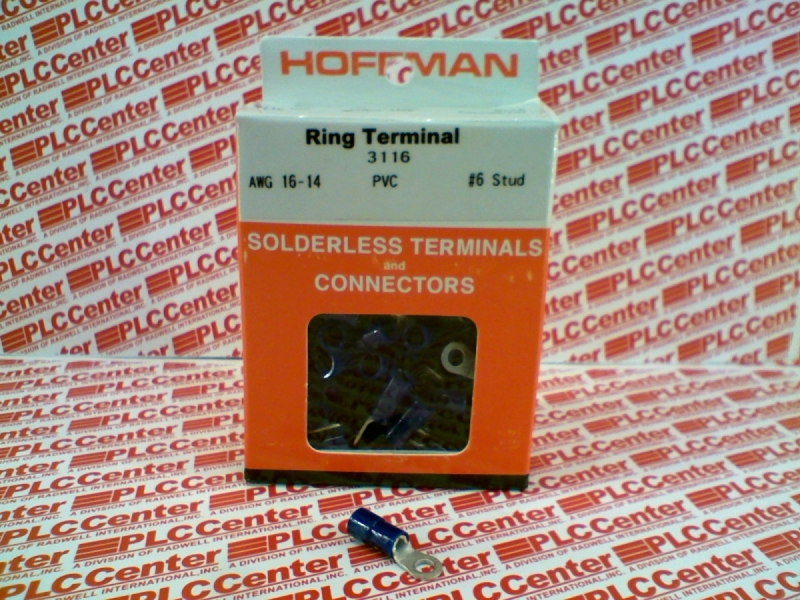 HOFFMAN
Ring Terminal
3116
AWG 16-14 PVC #6 Stud
SOLDERLESS TERMINALS
and
CONNECTORS
PLCCenter
A DIVISION OF RADWELL INTERNATIONAL, INC.